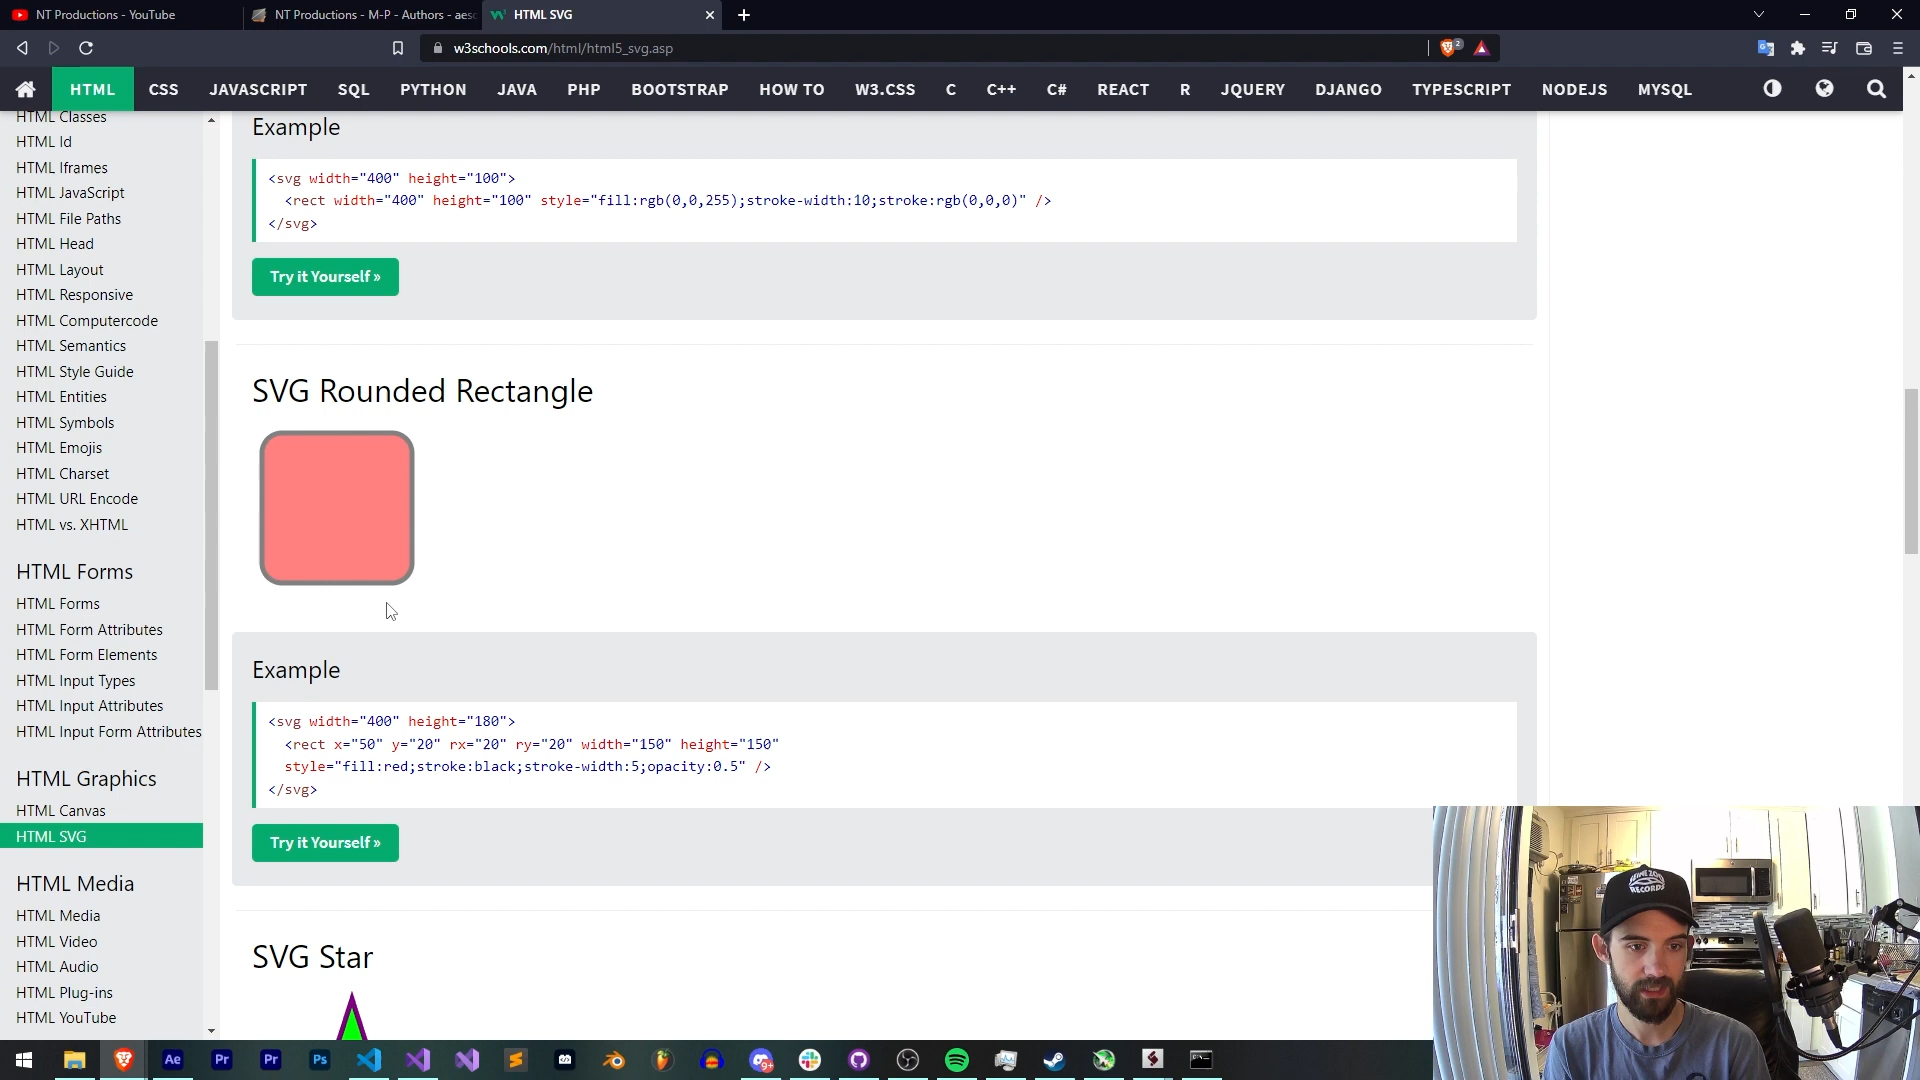 NT Productions - YouTube
NT Productions - M-P - Authors - aesc
HTML SVG
w3schools.com/html/html5_svg.asp
2
HTML
CSS
JAVASCRIPT
SQL
PYTHON
JAVA
PHP
BOOTSTRAP
HOW TO
W3.CSS
C
C++
C#
REACT
R
JQUERY
DJANGO
TYPESCRIPT
NODEJS
MYSQL
HTML Classes
HTML Id
HTML Iframes
HTML JavaScript
HTML File Paths
HTML Head
HTML Layout
HTML Responsive
HTML Computercode
HTML Semantics
HTML Style Guide
HTML Entities
HTML Symbols
HTML Emojis
HTML Charset
HTML URL Encode
HTML vs. XHTML
HTML Forms
HTML Forms
HTML Form Attributes
HTML Form Elements
HTML Input Types
HTML Input Attributes
HTML Input Form Attributes
HTML Graphics
HTML Canvas
HTML SVG
HTML Media
HTML Media
HTML Video
HTML Audio
HTML Plug-ins
HTML YouTube
Example
<svg width="400" height="100">
<rect width="400" height="100" style="fill:rgb(0,0,255);stroke-width:10;stroke:rgb(0,0,0)" />
</svg>
Try it Yourself »
SVG Rounded Rectangle
Example
<svg width="400" height="180">
<rect x="50" y="20" rx="20" ry="20" width="150" height="150"
style="fill:red;stroke:black;stroke-width:5;opacity:0.5" />
</svg>
Try it Yourself »
SVG Star
RECORDS
Ae
Pr
Pr
Ps
9+